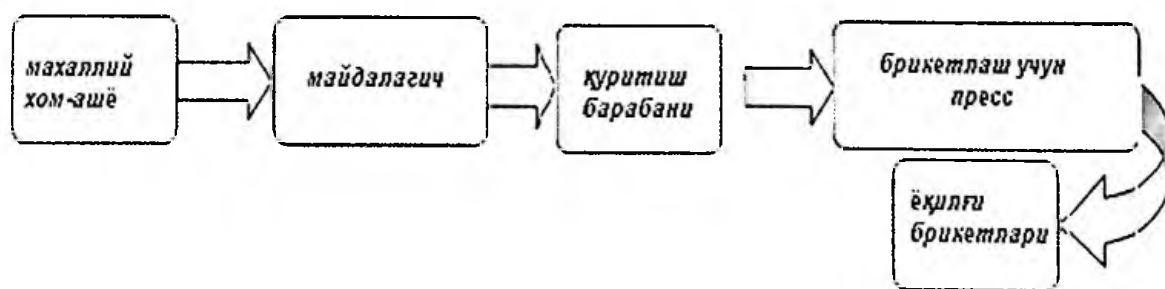 махаллий
хом-ашё
майдалагич
қуритиш
барабани
брикетлаш учун
пресс
ёқилғи
брикетлари